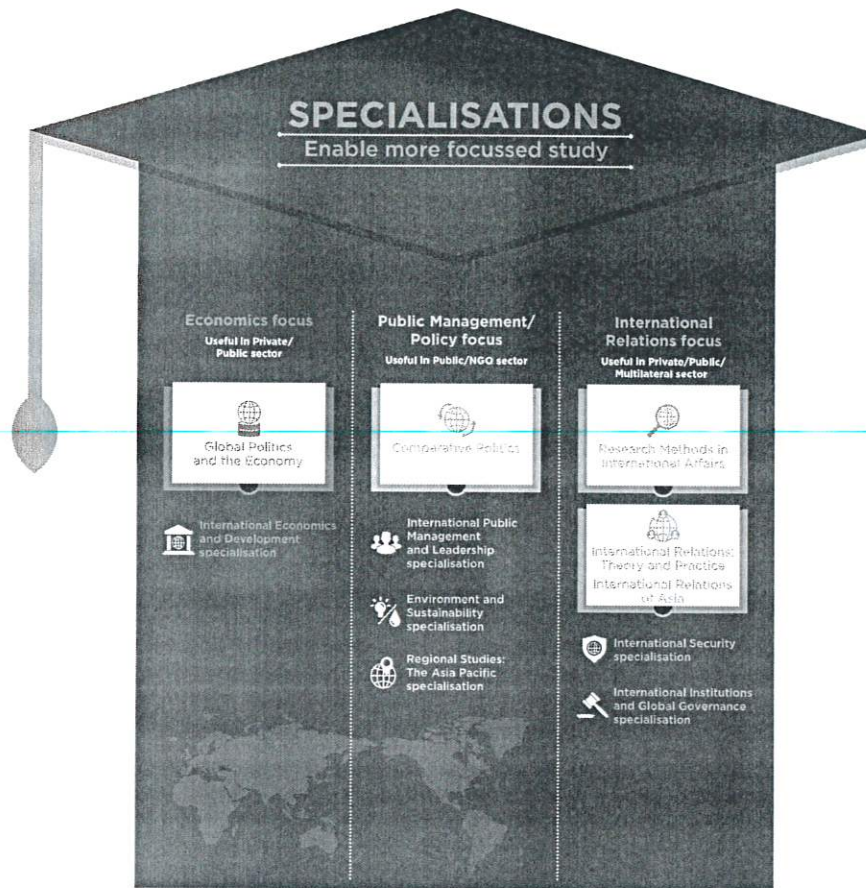 SPECIALISATIONS
Enable more focussed study
Economics focus
Useful in Private/
Public sector
Global Politics
and the Economy
International Economics
and Development
specialisation
Public Management/
Policy focus
Useful in Public/NGO sector
Comparative Politics
International Public
Management
and Leadership
specialisation
Environment and
Sustainability
specialisation
Regional Studies:
The Asia Pacific
specialisation
International
Relations focus
Useful in Private/Public/
Multilateral sector
Research Methods in
International Affairs
International Relations:
Theory and Practice
International Relations
of Asia
International Security
specialisation
International Institutions
and Global Governance
specialisation